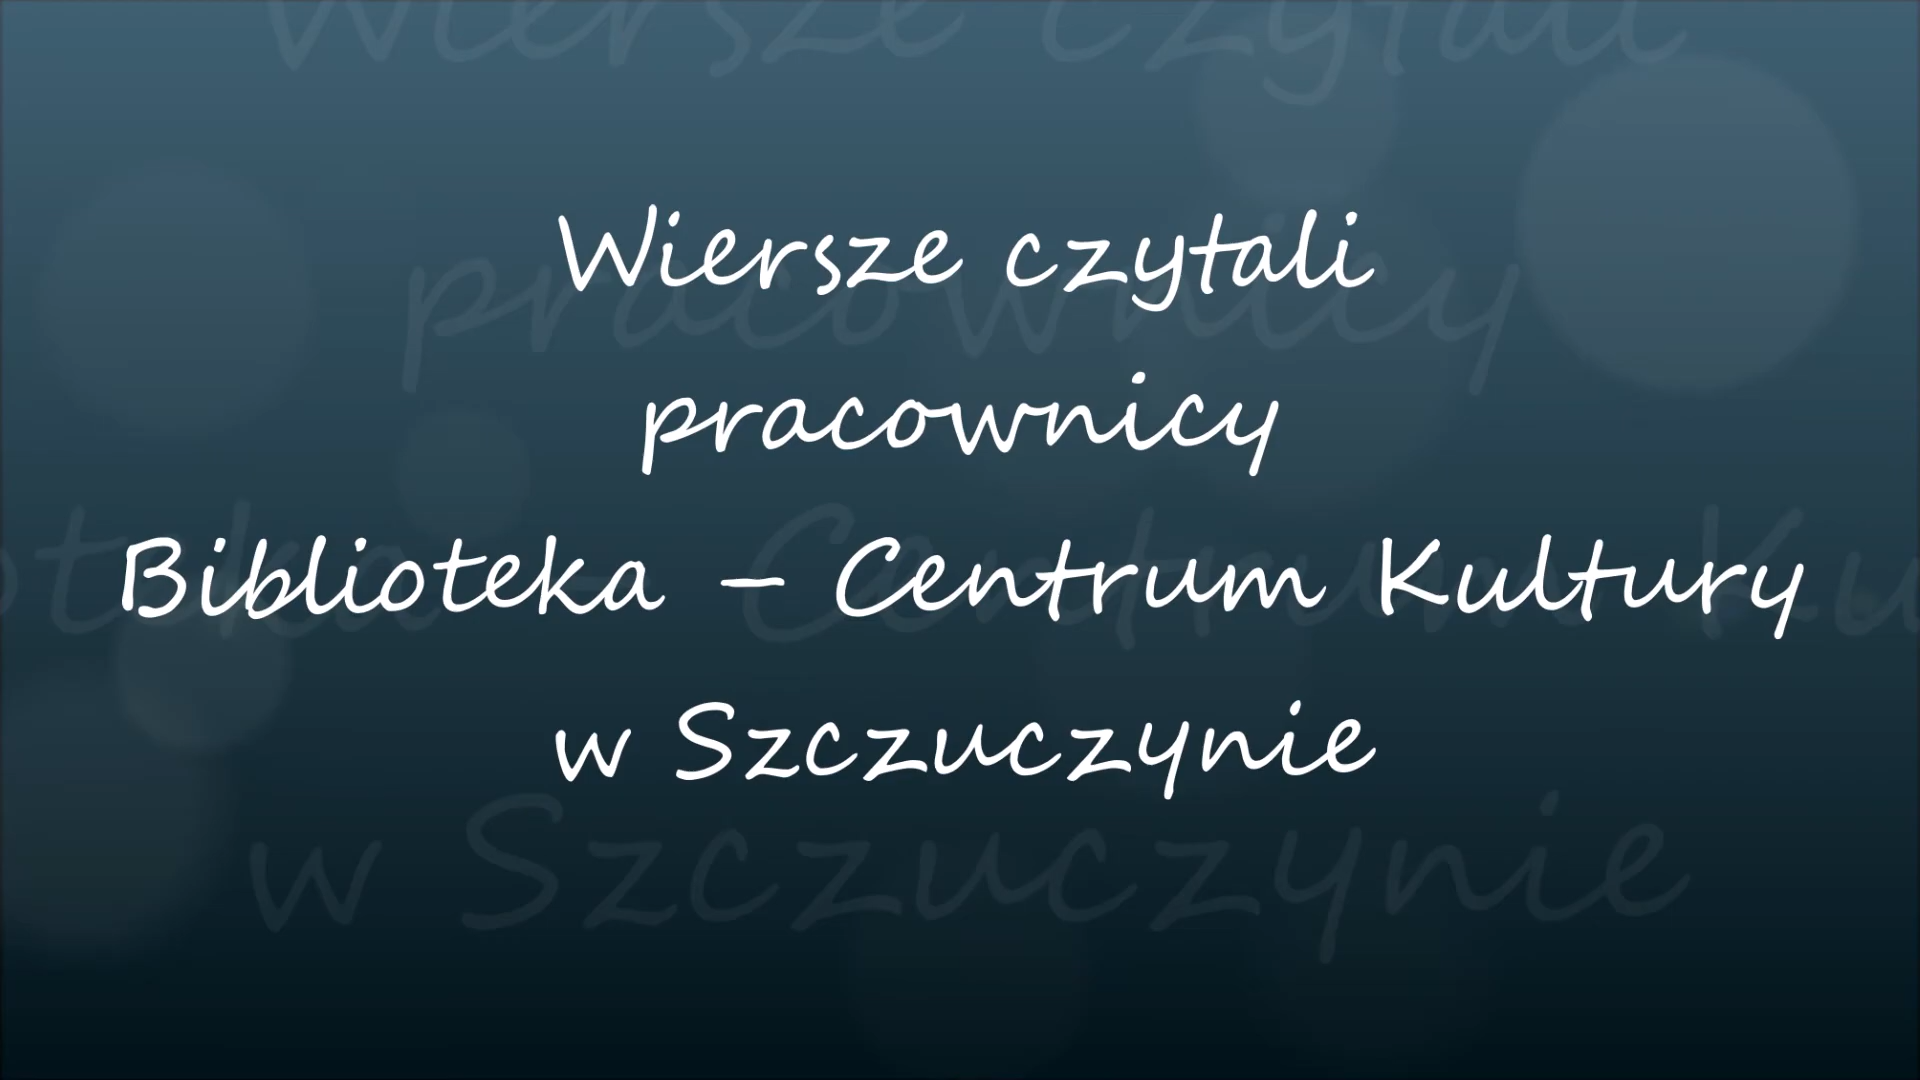 Wiersze czytali
pracownicy
Biblioteka – Centrum Kultury
w Szczuczynie